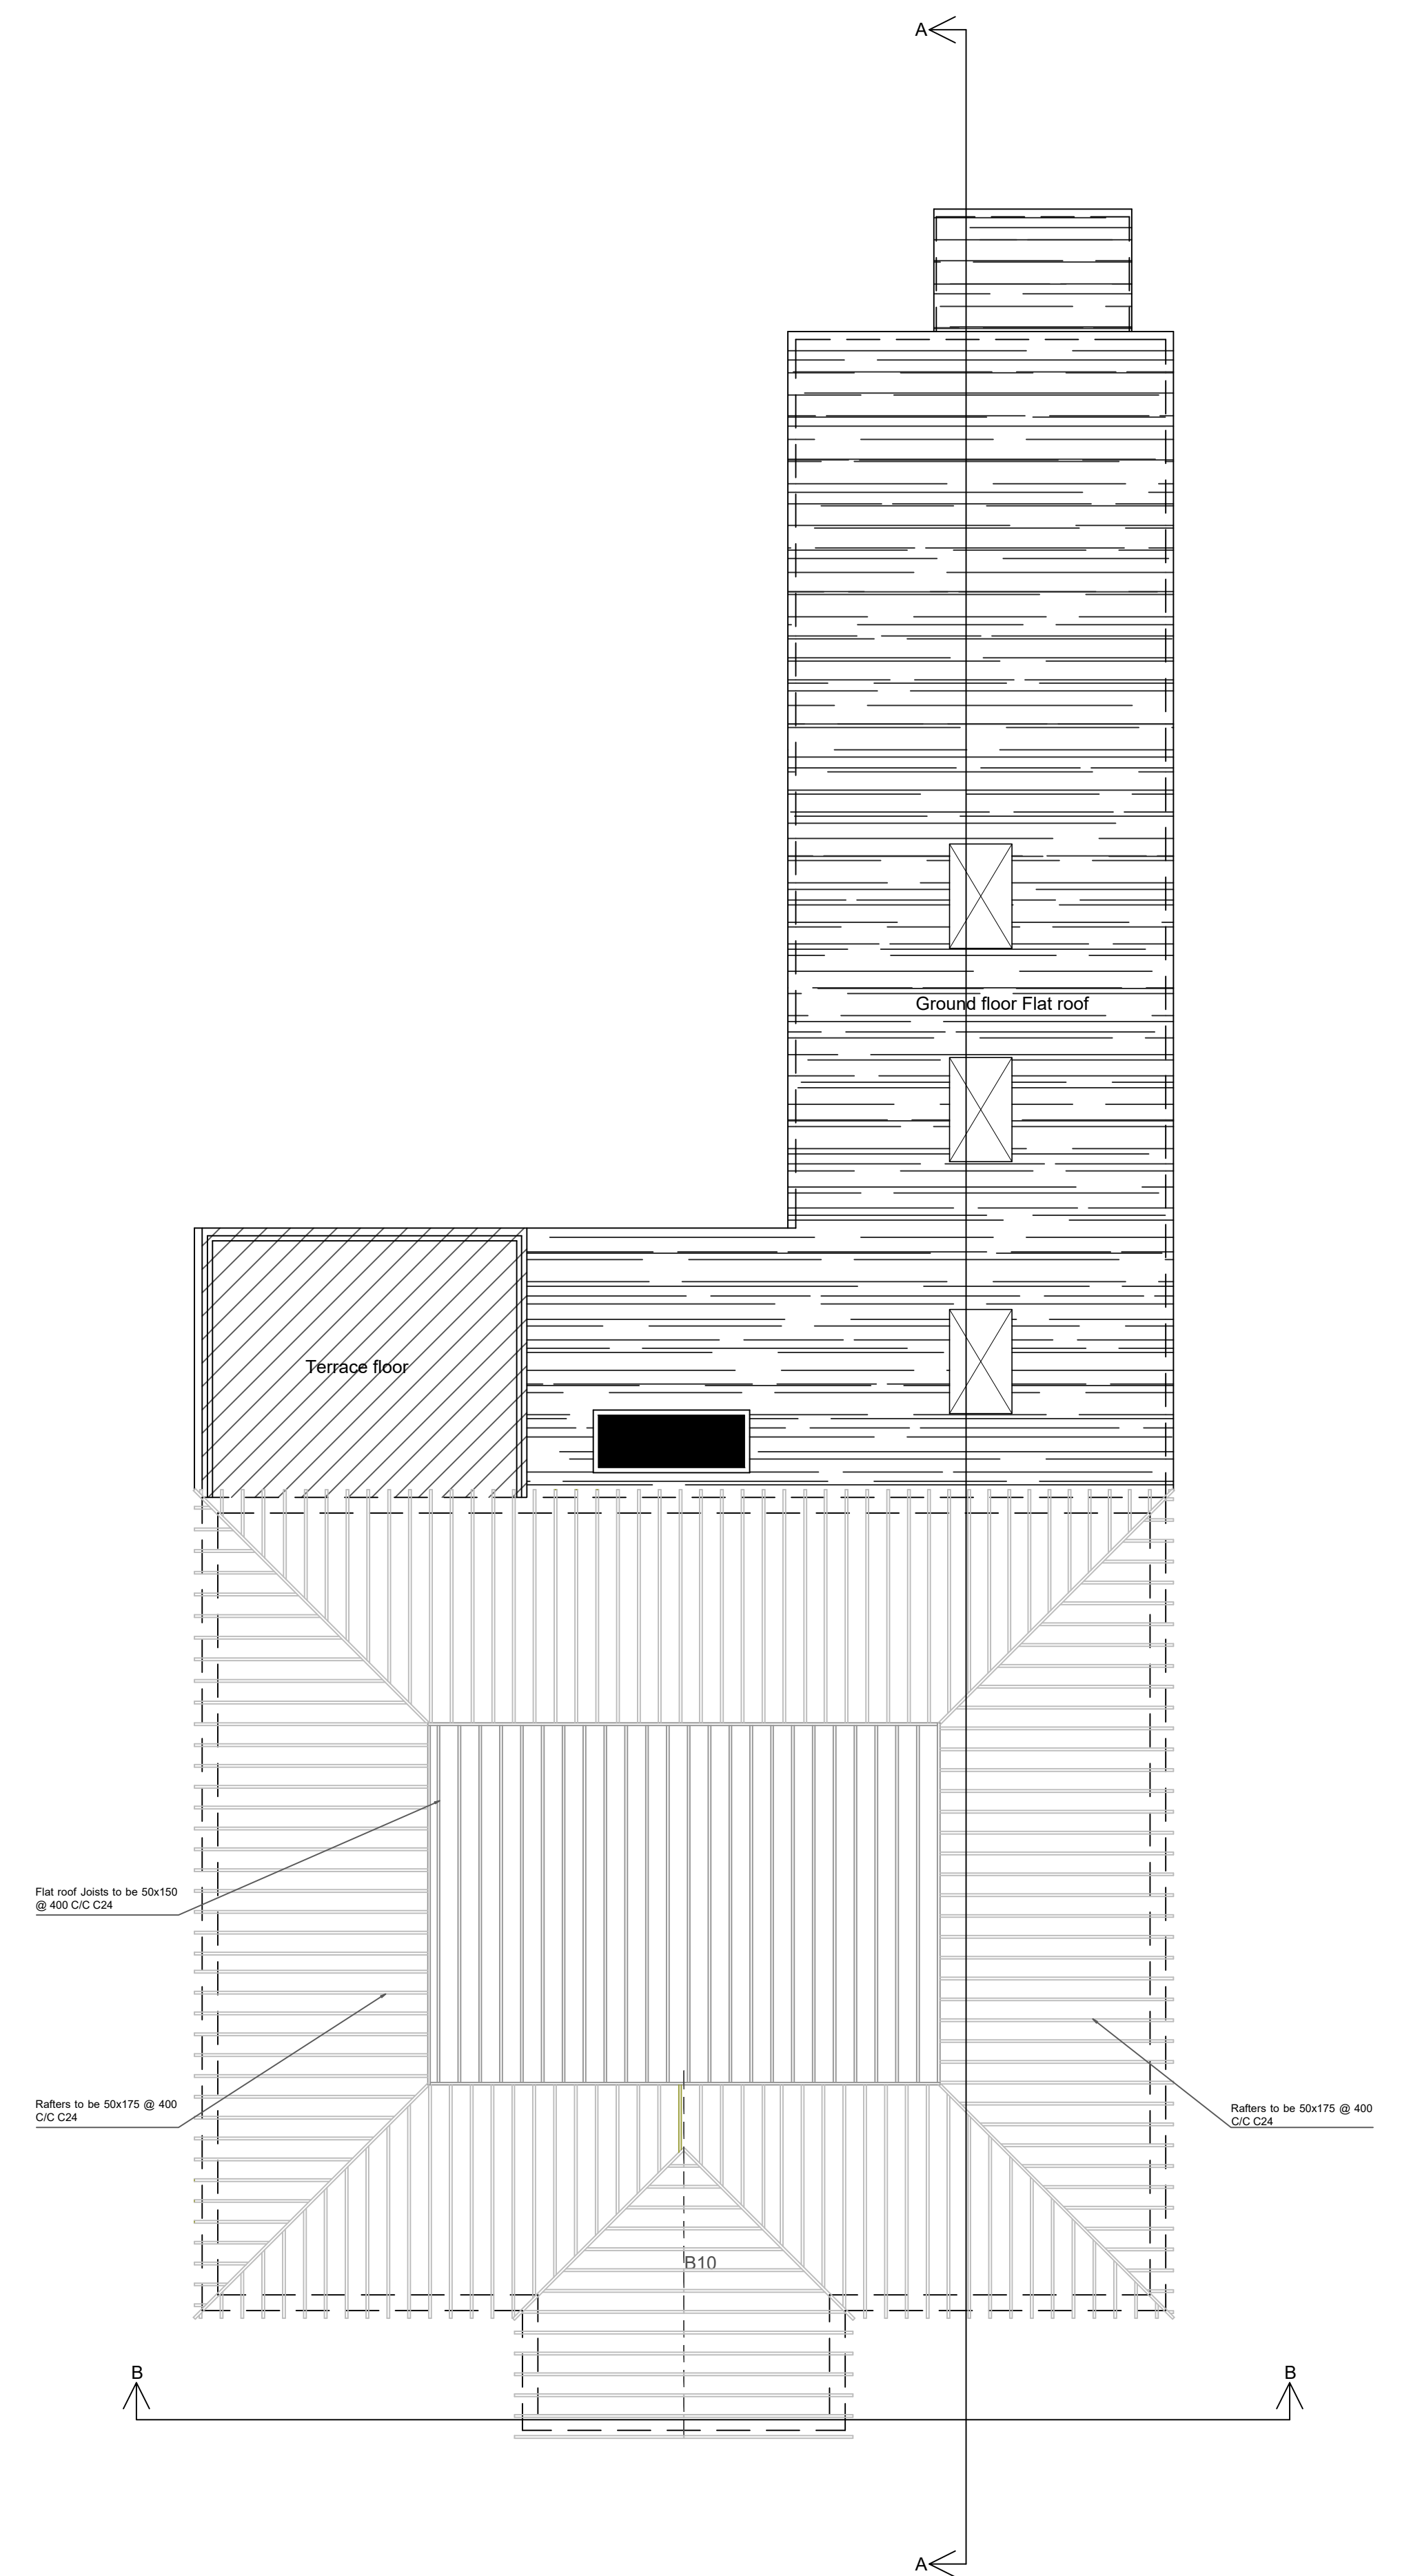 A
Ground floor Flat roof
Terrace floor
Flat roof Joists to be 50x150
@ 400 C/C C24
Rafters to be 50x175 @ 400
C/C C24
Rafters to be 50x175 @ 400
C/C C24
B10
B
B
A